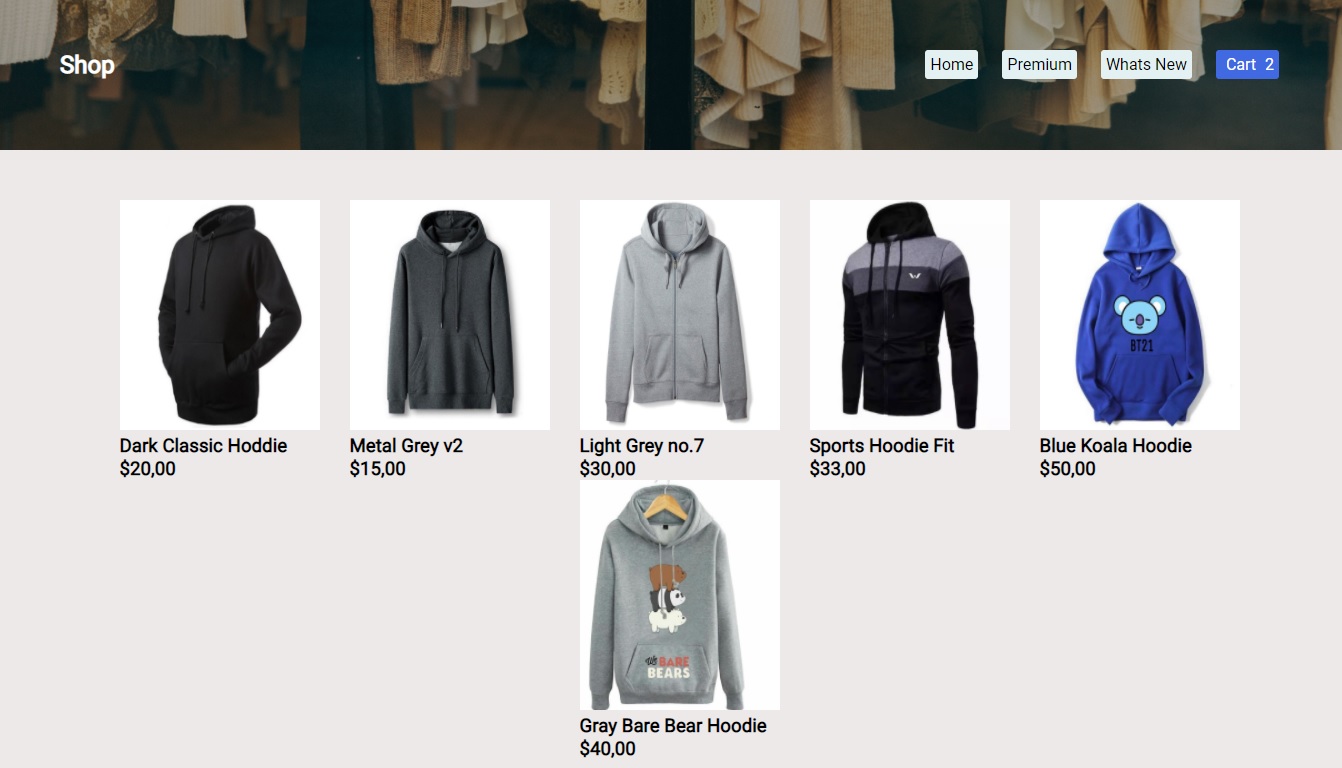 Shop
Home
Premium
Whats New
Cart 2
BT21
Dark Classic Hoddie
$20,00
Metal Grey v2
$15,00
Light Grey no.7
$30,00
Sports Hoodie Fit
$33,00
Blue Koala Hoodie
$50,00
We BARE
BEARS
Gray Bare Bear Hoodie
$40,00